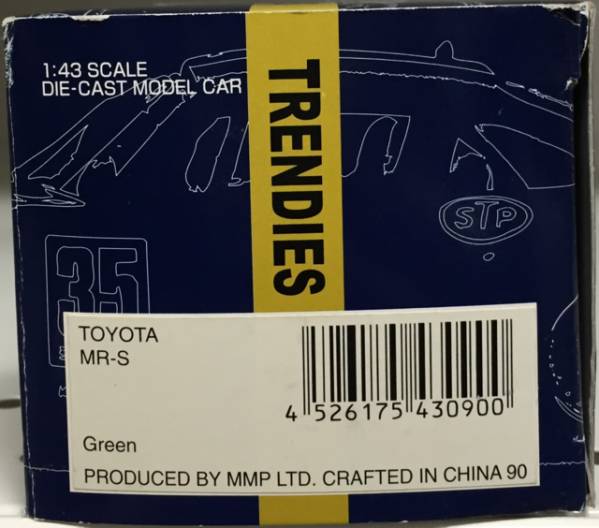 1:43 SCALE
DIE-CAST MODEL CAR
TRENDIES
STP
35
TOYOTA
MR-S
4 526175 430900
Green
PRODUCED BY MMP LTD. CRAFTED IN CHINA 90